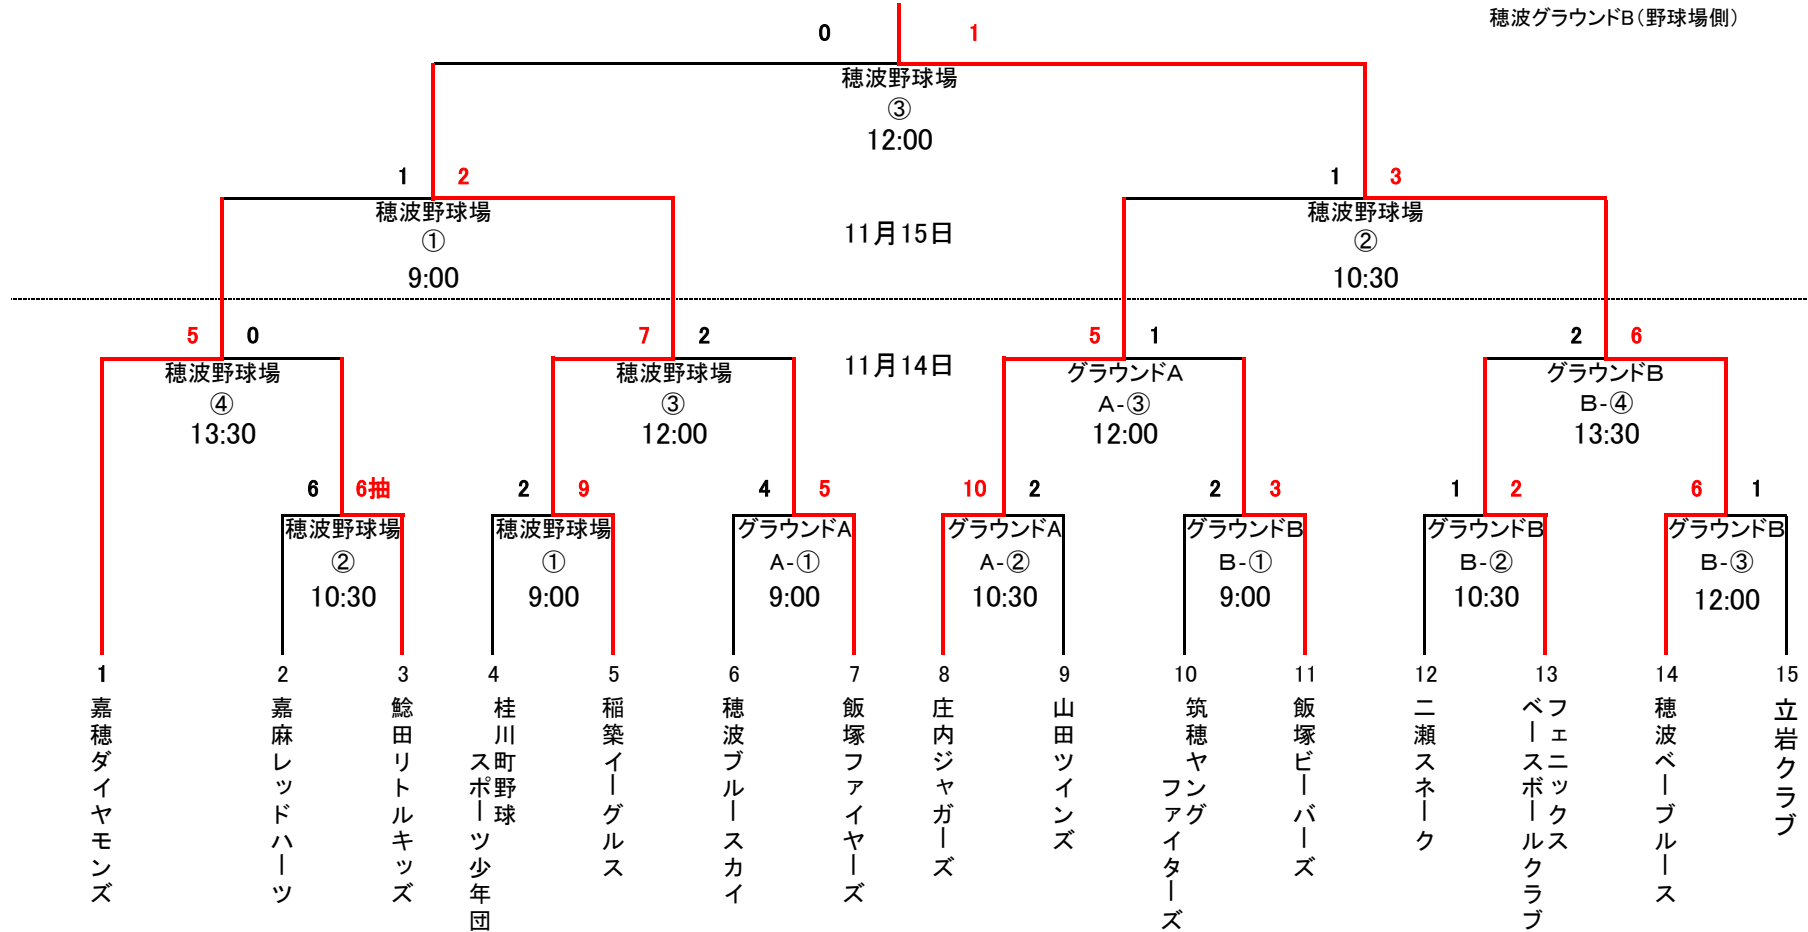 穂波グラウンドB（野球場側）
0 1
穂波野球場
③
12:00
1 2 1 3
穂波野球場 穂波野球場
① 11月15日 ②
9:00 10:30
5 0 7 2 5 1 2 6
穂波野球場 穂波野球場 11月14日 グラウンドA グラウンドB
④ ③ A-③ B-④
13:30 12:00 12:00 13:30
6 6抽 2 9 4 5 10 2 2 3 1 2 6 1
穂波野球場 穂波野球場 グラウンドA グラウンドA グラウンドB グラウンドB グラウンドB
② ① A-① A-② B-① B-② B-③
10:30 9:00 9:00 10:30 9:00 10:30 12:00
1 2 3 4 5 6 7 8 9 10 11 12 13 14 15
嘉穂ダイヤモンズ
嘉麻レッドハーツ
鯰田リトルキッズ
桂川町野球
スポーツ少年団
稲築イーグルス
穂波ブルースカイ
飯塚ファイヤーズ
庄内ジャガーズ
山田ツインズ
筑穂ヤング
ファイターズ
飯塚ビーバーズ
二瀬スネーク
フェニックス
ベースボールクラブ
穂波ベーブルース
立岩クラブ